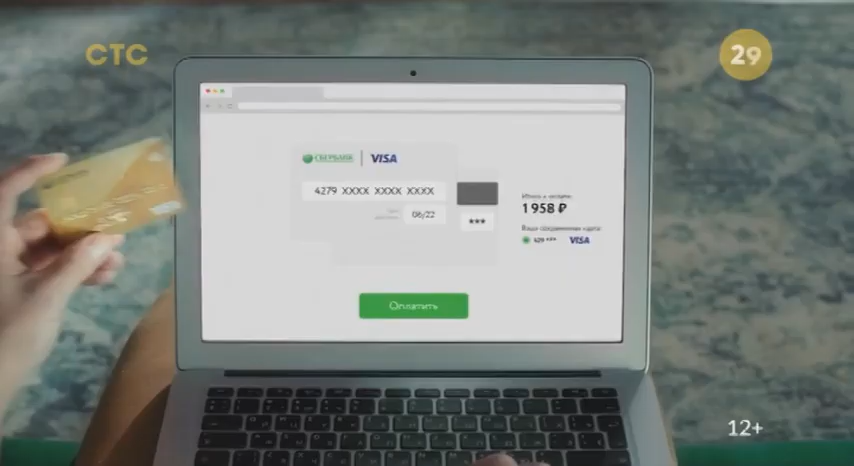 СТС
29
СБЕРБАНК VISA
4279 XXXX XXXX XXXX
06/22
***
1 958 ₽
VISA
Оплатить
12+